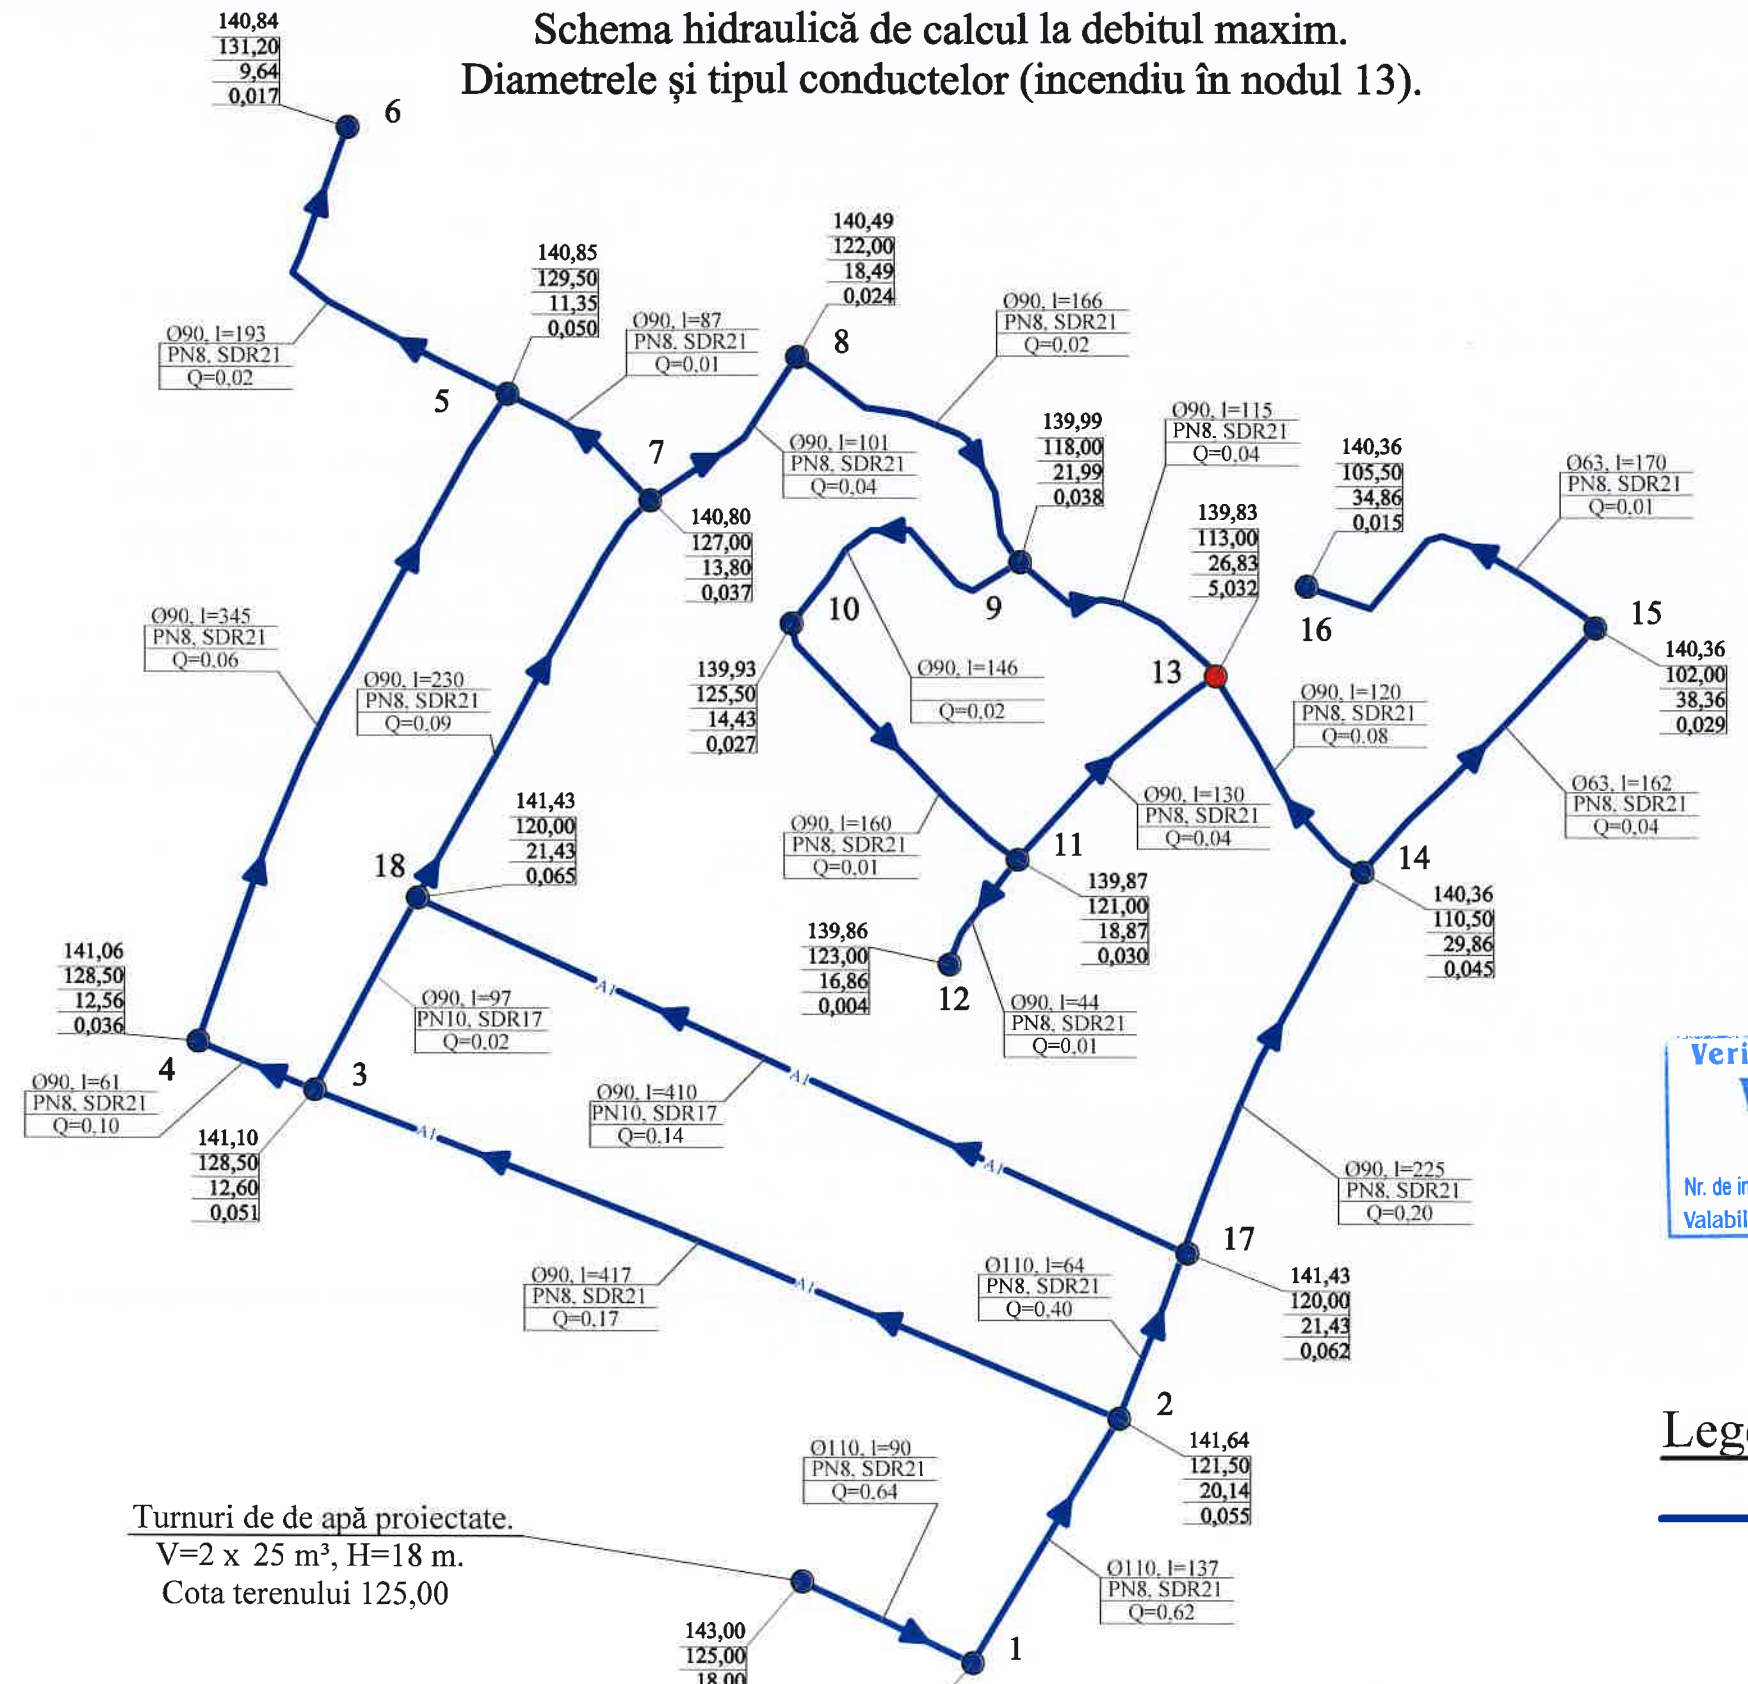 Schema hidraulică de calcul la debitul maxim.
Diametrele și tipul conductelor (incendiu în nodul 13).
140,84
131,20
9,64
0,017
6
140,49
122,00
18,49
0,024
8
140,85
129,50
11,35
0,050
5
Ø90, l=193
PN8, SDR21
Q=0,02
Ø90, l=87
PN8, SDR21
Q=0,01
Ø90, l=166
PN8, SDR21
Q=0,02
7
140,80
127,00
13,80
0,037
Ø90, l=101
PN8, SDR21
Q=0,04
139,99
118,00
21,99
0,038
9
Ø90, l=115
PN8, SDR21
Q=0,04
140,36
105,50
34,86
0,015
16
Ø63, l=170
PN8, SDR21
Q=0,01
139,83
113,00
26,83
5,032
13
15
140,36
102,00
38,36
0,029
10
139,93
125,50
14,43
0,027
Ø90, l=146
Q=0,02
Ø90, l=345
PN8, SDR21
Q=0,06
Ø90, l=230
PN8, SDR21
Q=0,09
Ø90, l=120
PN8, SDR21
Q=0,08
Ø63, l=162
PN8, SDR21
Q=0,04
Ø90, l=130
PN8, SDR21
Q=0,04
Ø90, l=160
PN8, SDR21
Q=0,01
141,43
120,00
21,43
0,065
18
11
139,87
121,00
18,87
0,030
14
140,36
110,50
29,86
0,045
139,86
123,00
16,86
0,004
12
Ø90, l=44
PN8, SDR21
Q=0,01
141,06
128,50
12,56
0,036
4
Ø90, l=97
PN10, SDR17
Q=0,02
A1
3
Ø90, l=61
PN8, SDR21
Q=0,10
141,10
128,50
12,60
0,051
A1
Ø90, l=410
PN10, SDR17
Q=0,14
A1
A1
Ø90, l=225
PN8, SDR21
Q=0,20
Nr. de
17
141,43
120,00
21,43
0,062
Ø110, l=64
PN8, SDR21
Q=0,40
Ø90, l=417
PN8, SDR21
Q=0,17
A1
2
141,64
121,50
20,14
0,055
Ø110, l=90
PN8, SDR21
Q=0,64
Turnuri de de apă proiectate.
V=2 x 25 m³, H=18 m.
Cota terenului 125,00
Ø110, l=137
PN8, SDR21
Q=0,62
143,00
125,00
18,00
1